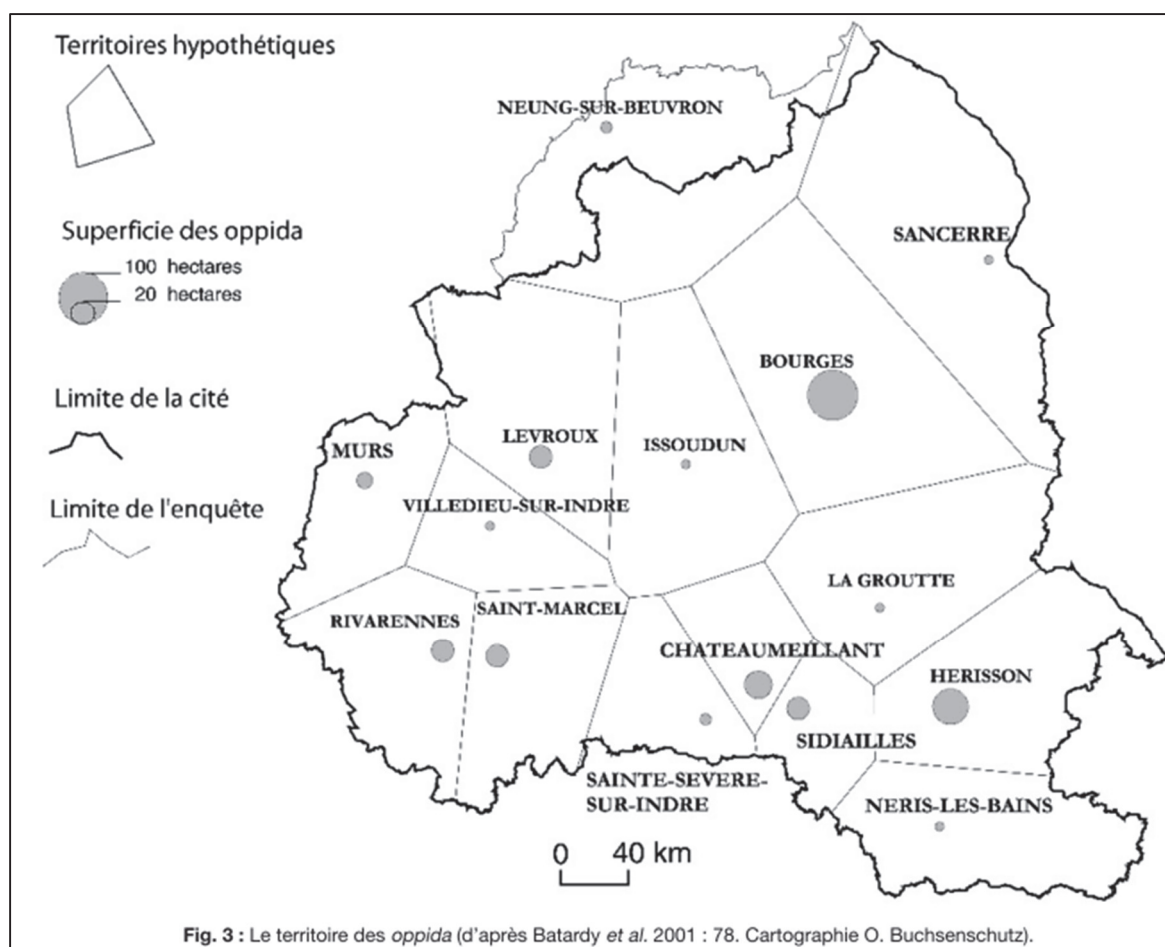 Territoires hypothétiques
Superficie des oppida
100 hectares
20 hectares
Limite de la cité
Limite de l'enquête
NEUNG-SUR-BEUVRON
SANCERRE
BOURGES
LEVROUX
ISSOUDUN
MURS
VILLEDIEU-SUR-INDRE
LA GROUTTE
RIVARENNES
SAINT-MARCEL
CHATEAUMEILLANT
HERISSON
SIDIAILLES
SAINTE-SEVERE-
SUR-INDRE
NERIS-LES-BAINS
0 40 km
Fig. 3 : Le territoire des oppida (d'après Batardy et al. 2001 : 78. Cartographie O. Buchsenschutz).